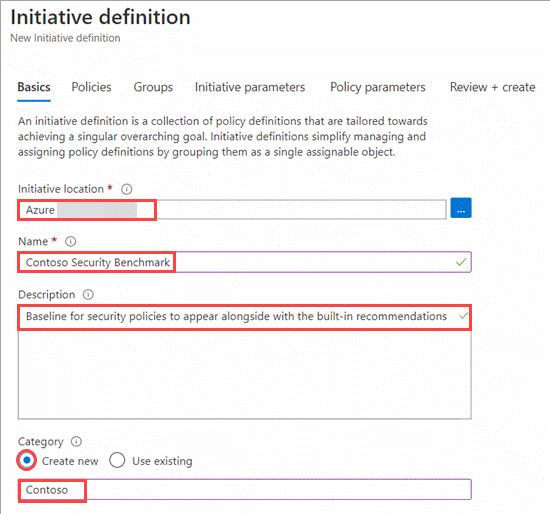 Initiative definition
New Initiative definition
Basics Policies Groups Initiative parameters Policy parameters Review + create
An initiative definition is a collection of policy definitions that are tailored towards
achieving a singular overarching goal. Initiative definitions simplify managing and
assigning policy definitions by grouping them as a single assignable object.
Initiative location *
Azure
...
Name *
Contoso Security Benchmark
Description
Baseline for security policies to appear alongside with the built-in recommendations
Category
Create new Use existing
Contoso